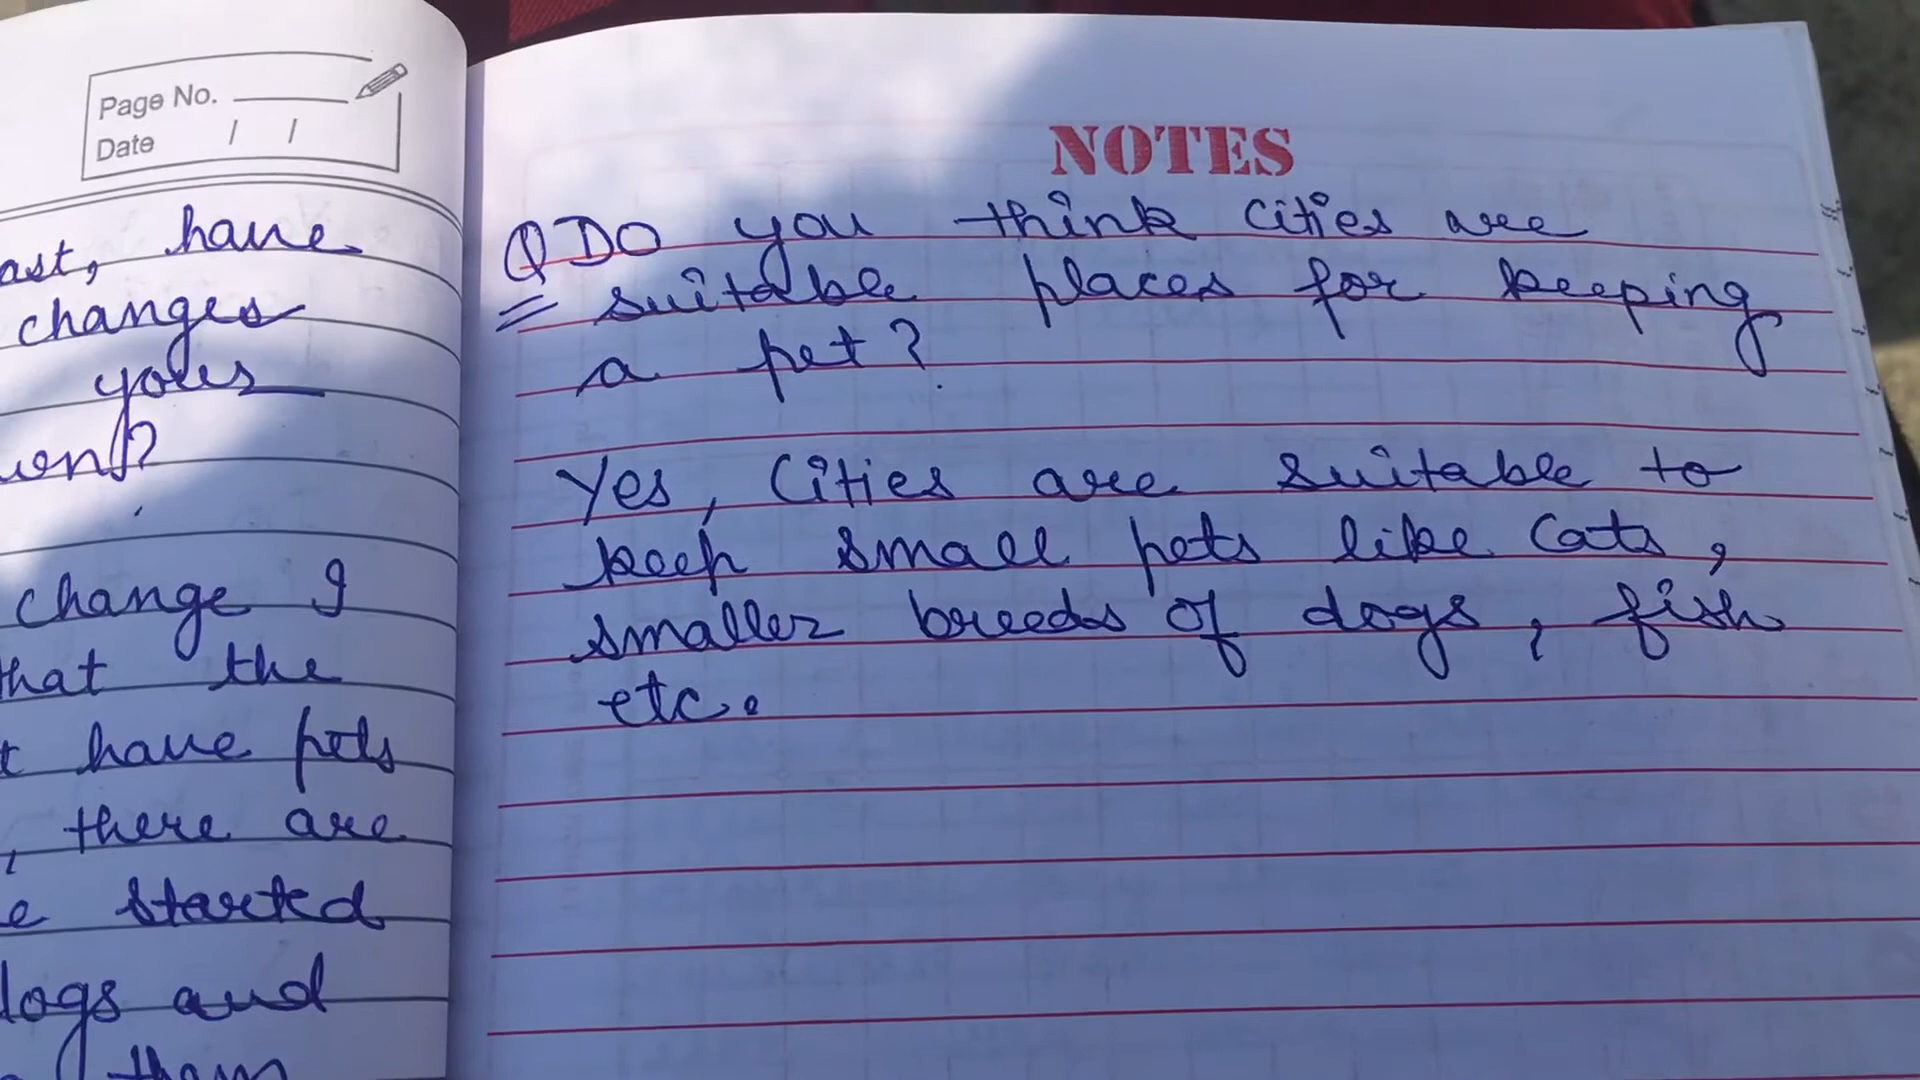 Page No.
Date / /
have
changes
yours
change I
that the
have pets
, there are
started
dogs and
them
NOTES
Q DO you think cities are
suitable places for keeping
a pet?
Yes, Cities are suitable to
keep small pets like Cats,
smaller breeds of dogs, fish
etc.